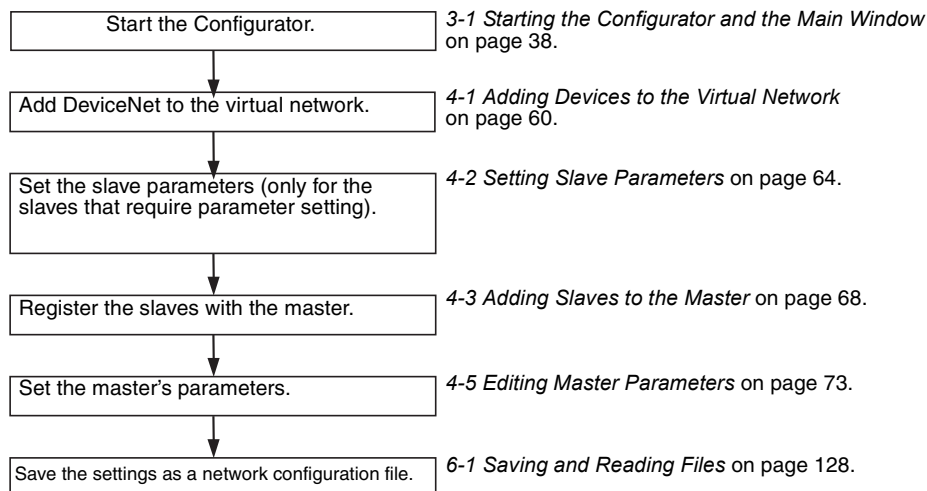 Start the Configurator.
3-1 Starting the Configurator and the Main Window
on page 38.
Add DeviceNet to the virtual network.
4-1 Adding Devices to the Virtual Network
on page 60.
Set the slave parameters (only for the
slaves that require parameter setting).
4-2 Setting Slave Parameters on page 64.
Register the slaves with the master.
4-3 Adding Slaves to the Master on page 68.
Set the master's parameters.
4-5 Editing Master Parameters on page 73.
Save the settings as a network configuration file.
6-1 Saving and Reading Files on page 128.